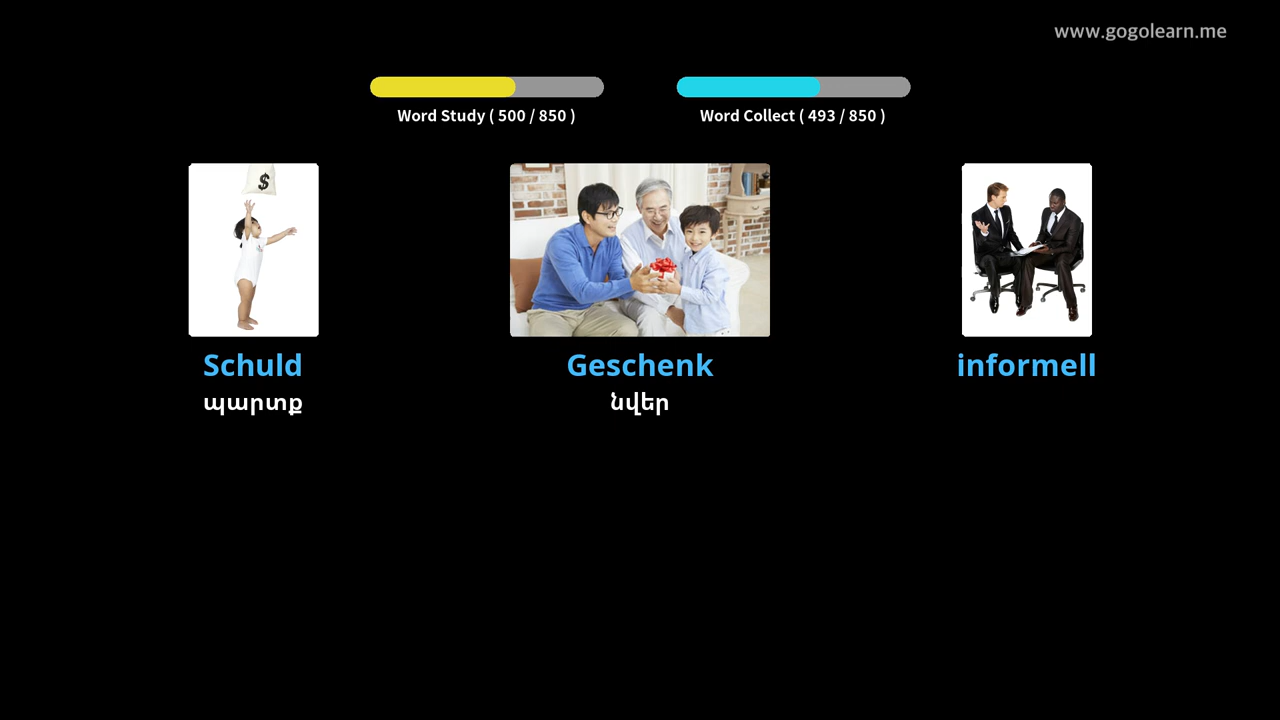 www.gogolearn.me
Word Study ( 500 / 850 )
Word Collect ( 493 / 850 )
$
Schuld
Geschenk
informell
պարտք
նվեր